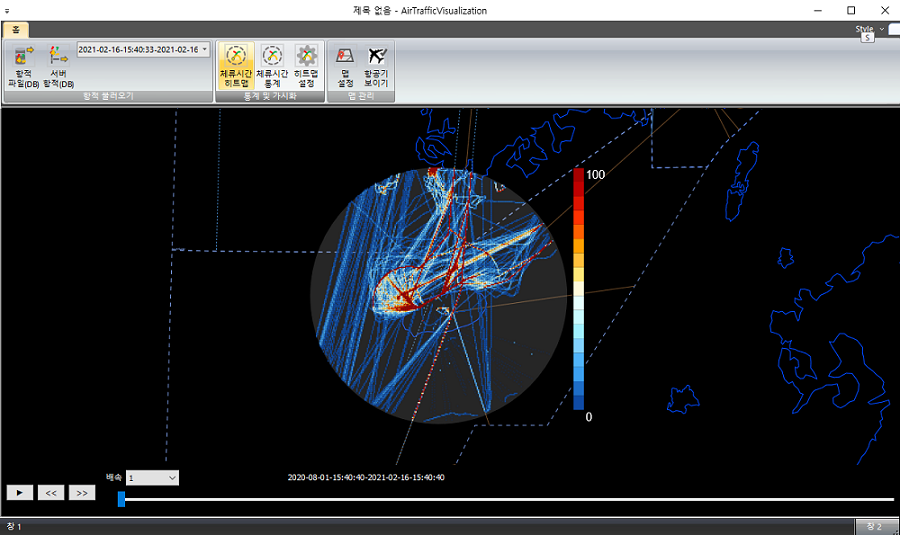 제목 없음 - AirTrafficVisualization
홈
Style
S
항적 파일(DB)
서버 항적(DB)
2021-02-16-15:40:33-2021-02-16
체류시간 히트맵
체류시간 통계
히트맵 설정
맵 설정
항공기 보이기
항적 불러오기
통계 및 가시화
맵 관리
100
0
배속
1
2020-08-01-15:40:40-2021-02-16-15:40:40
<<
>>
창 1
창 2